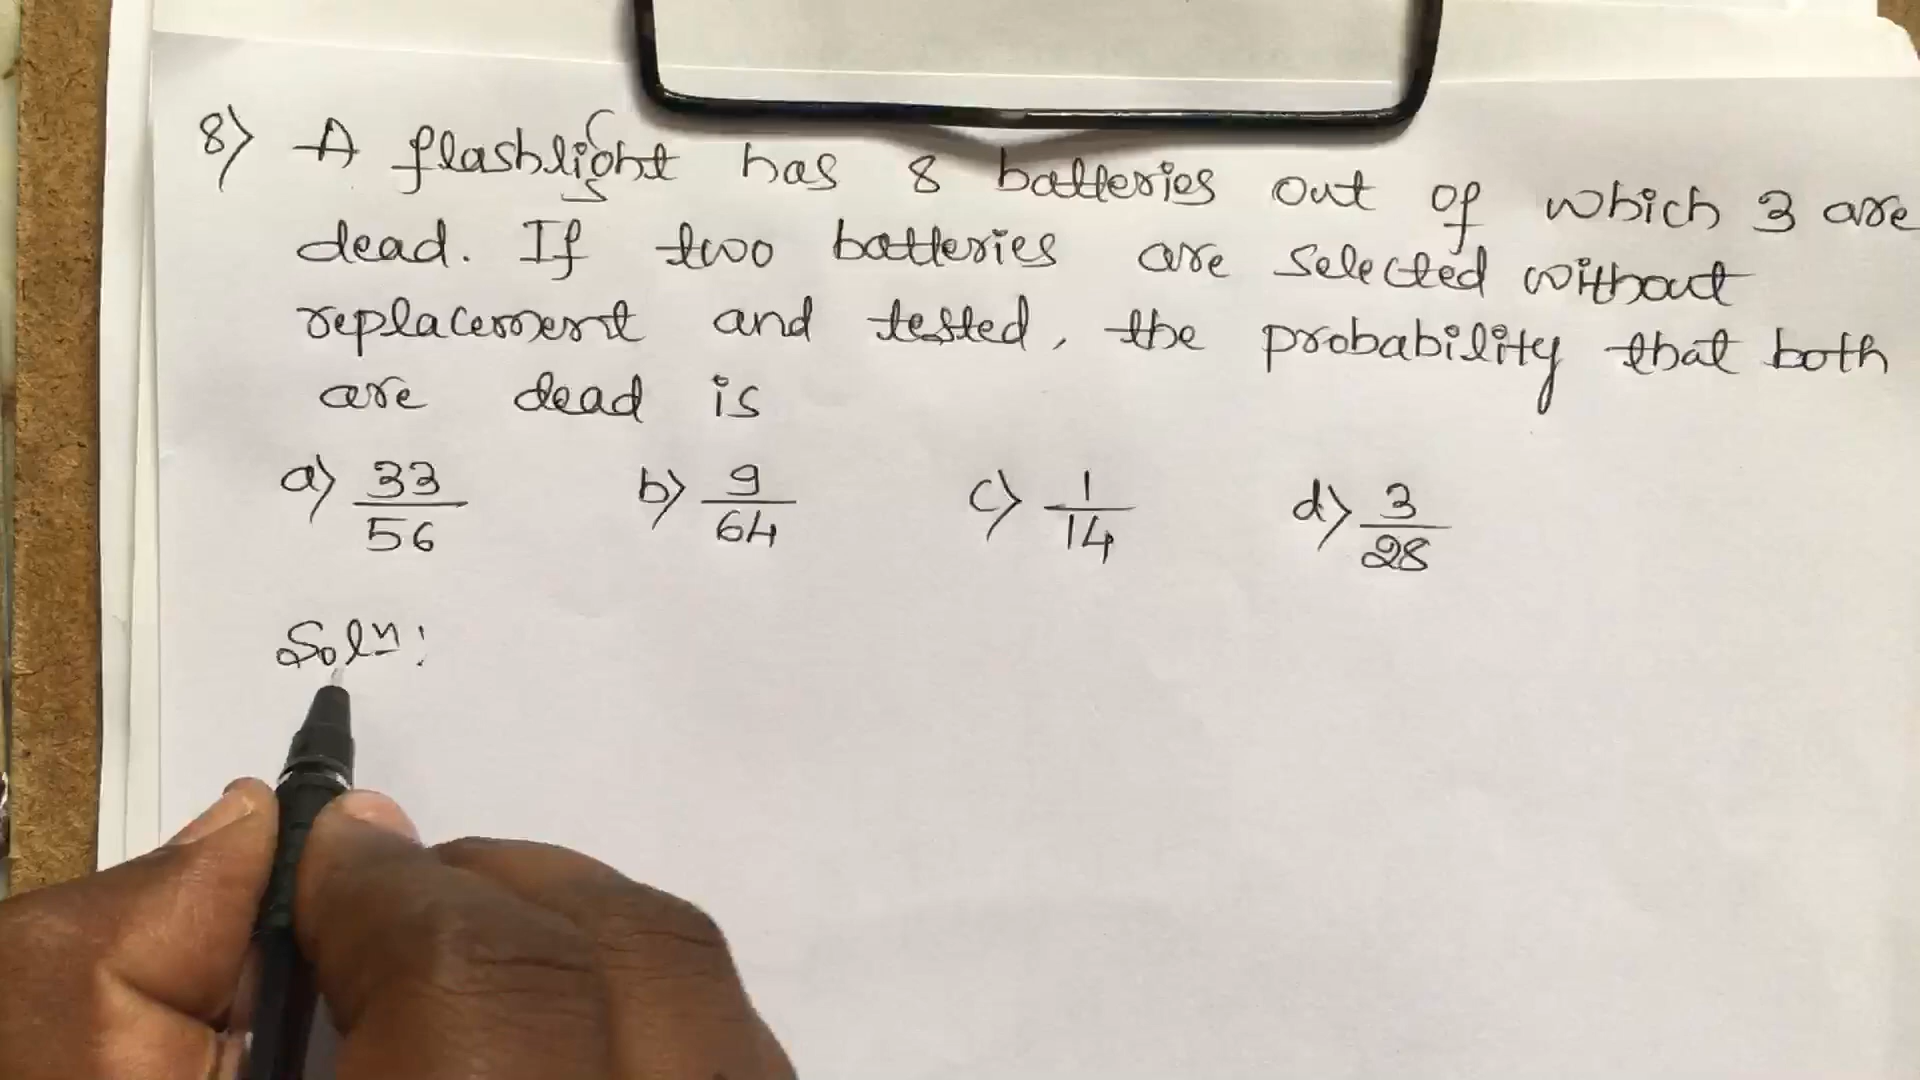 8) A flashlight has 8 batteries out of which 3 are
dead. If two batteries are selected without
replacement and tested, the probability that both
are dead is
a) 33/56 b) 9/64 c) 1/14 d) 3/28
Soln: